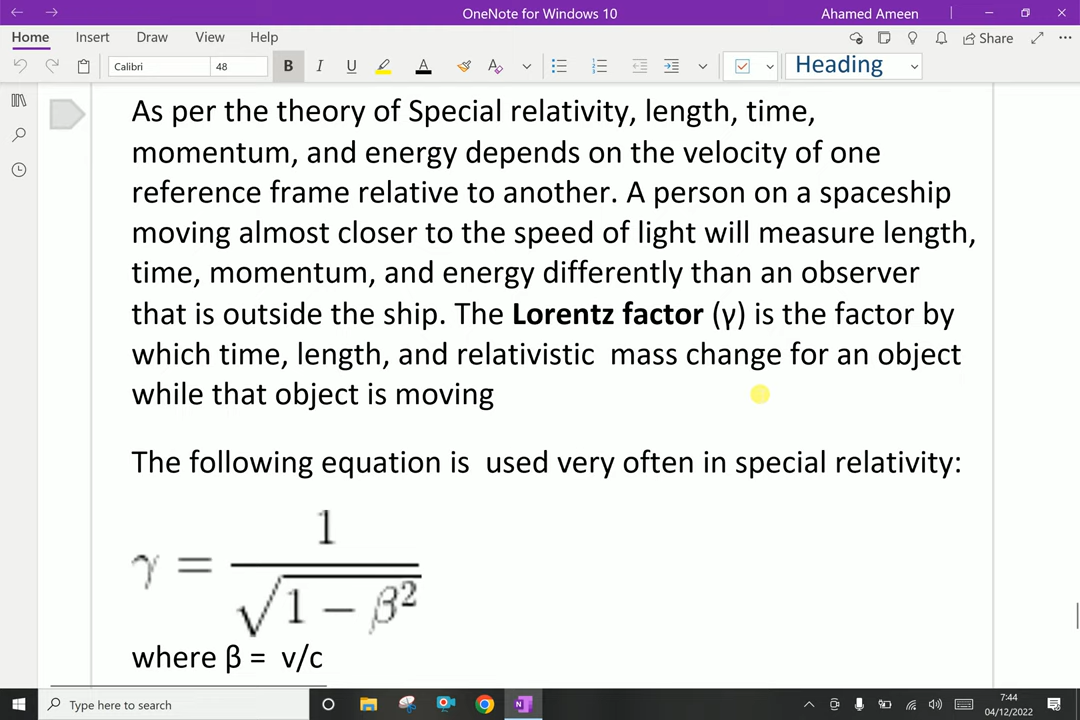 OneNote for Windows 10
Ahamed Ameen
Home Insert Draw View Help
Share
Calibri 48 B I U A A Heading
As per the theory of Special relativity, length, time,
momentum, and energy depends on the velocity of one
reference frame relative to another. A person on a spaceship
moving almost closer to the speed of light will measure length,
time, momentum, and energy differently than an observer
that is outside the ship. The Lorentz factor (γ) is the factor by
which time, length, and relativistic  mass change for an object
while that object is moving
The following equation is  used very often in special relativity:
γ = 1 / √(1 − β²)
where β =  v/c
Type here to search
7:44
04/12/2022